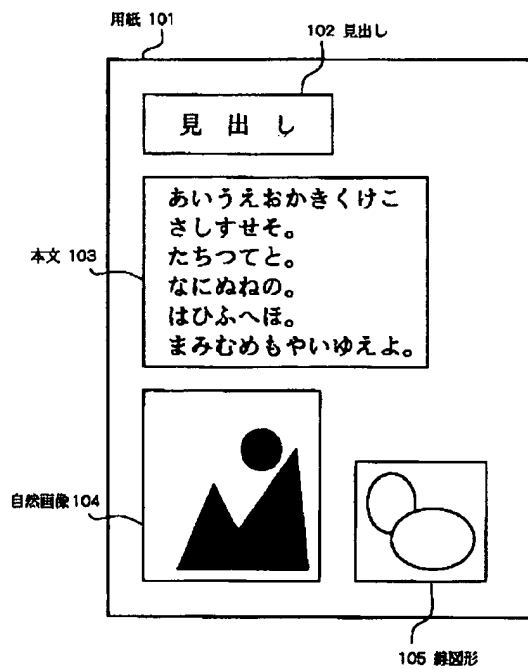 用紙 101
102 見出し
見 出 し
あいうえおかきくけこ
さしすせそ。
たちつてと。
なにぬねの。
はひふへほ。
まみむめもやいゆえよ。
本文 103
自然画像 104
105 線図形